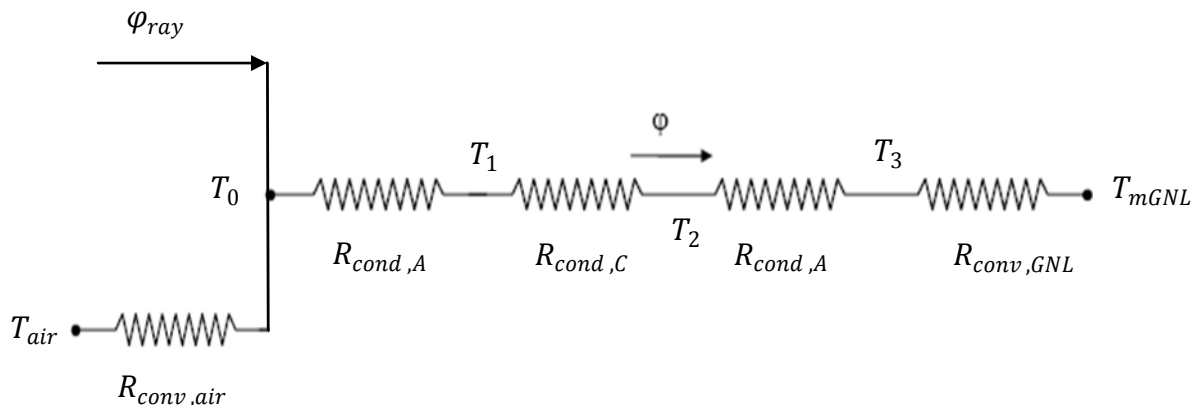 φ_ray
φ
T_1
T_3
T_0
T_mGNL
T_2
R_cond,A
R_cond,C
R_cond,A
R_conv,GNL
T_air
R_conv,air